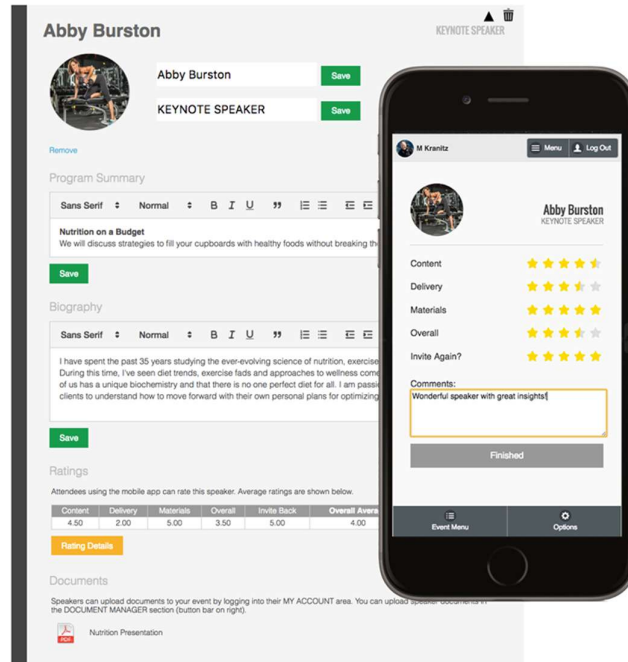 Abby Burston
KEYNOTE SPEAKER
Abby Burston
Save
KEYNOTE SPEAKER
Save
Remove
Program Summary
Sans Serif Normal B I U
Nutrition on a Budget
We will discuss strategies to fill your cupboards with healthy foods without breaking
Save
Biography
Sans Serif Normal B I U
I have spent the past 35 years studying the ever-evolving science of nutrition, exercise
During this time, I've seen diet trends, exercise fads and approaches to wellness come
of us has a unique biochemistry and that there is no one perfect diet for all. I am
clients to understand how to move forward with their own personal plans for optimizing
Save
Ratings
Attendees using the mobile app can rate this speaker. Average ratings are shown below.
Content Delivery Materials Overall Invite Back Overall
4.50 2.00 5.00 3.50 5.00 4.00
Rating Details
Documents
Speakers can upload documents to your event by logging into their MY ACCOUNT area. You can upload speaker documents in
the DOCUMENT MANAGER section (button bar on right).
PDF
Nutrition Presentation
M Kranitz
Menu
Log Out
Abby Burston
KEYNOTE SPEAKER
Content
Delivery
Materials
Overall
Invite Again?
Comments:
Wonderful speaker with great insights!
Finished
Event Menu
Options